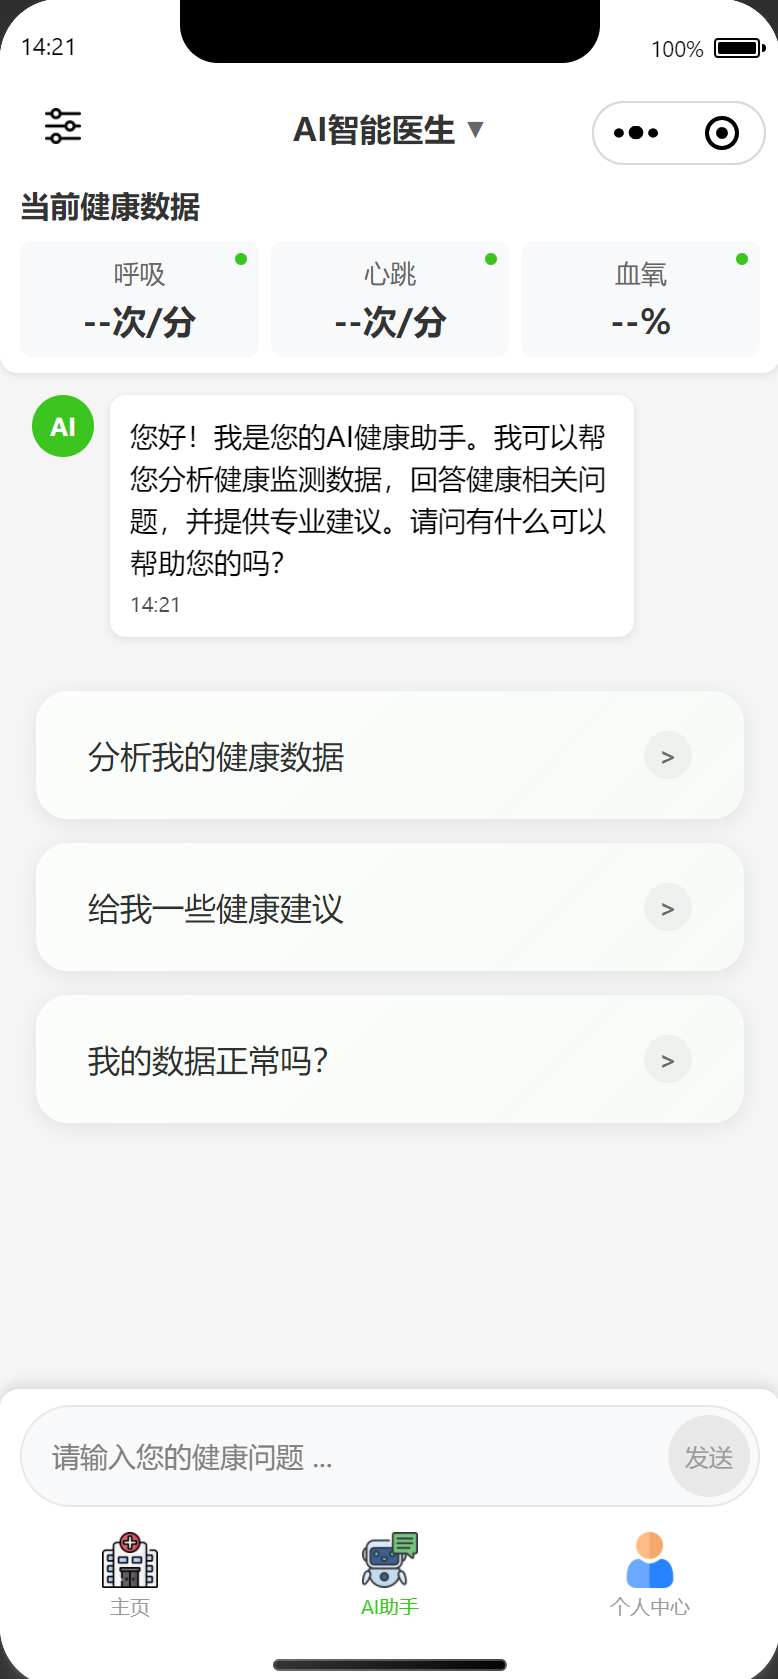 14:21
100%
AI智能医生 ▼
当前健康数据
呼吸
--次/分
心跳
--次/分
血氧
--%
AI
您好！我是您的AI健康助手。我可以帮
您分析健康监测数据，回答健康相关问
题，并提供专业建议。请问有什么可以
帮助您的吗？
14:21
分析我的健康数据
>
给我一些健康建议
>
我的数据正常吗？
>
请输入您的健康问题 ...
发送
主页
AI助手
个人中心